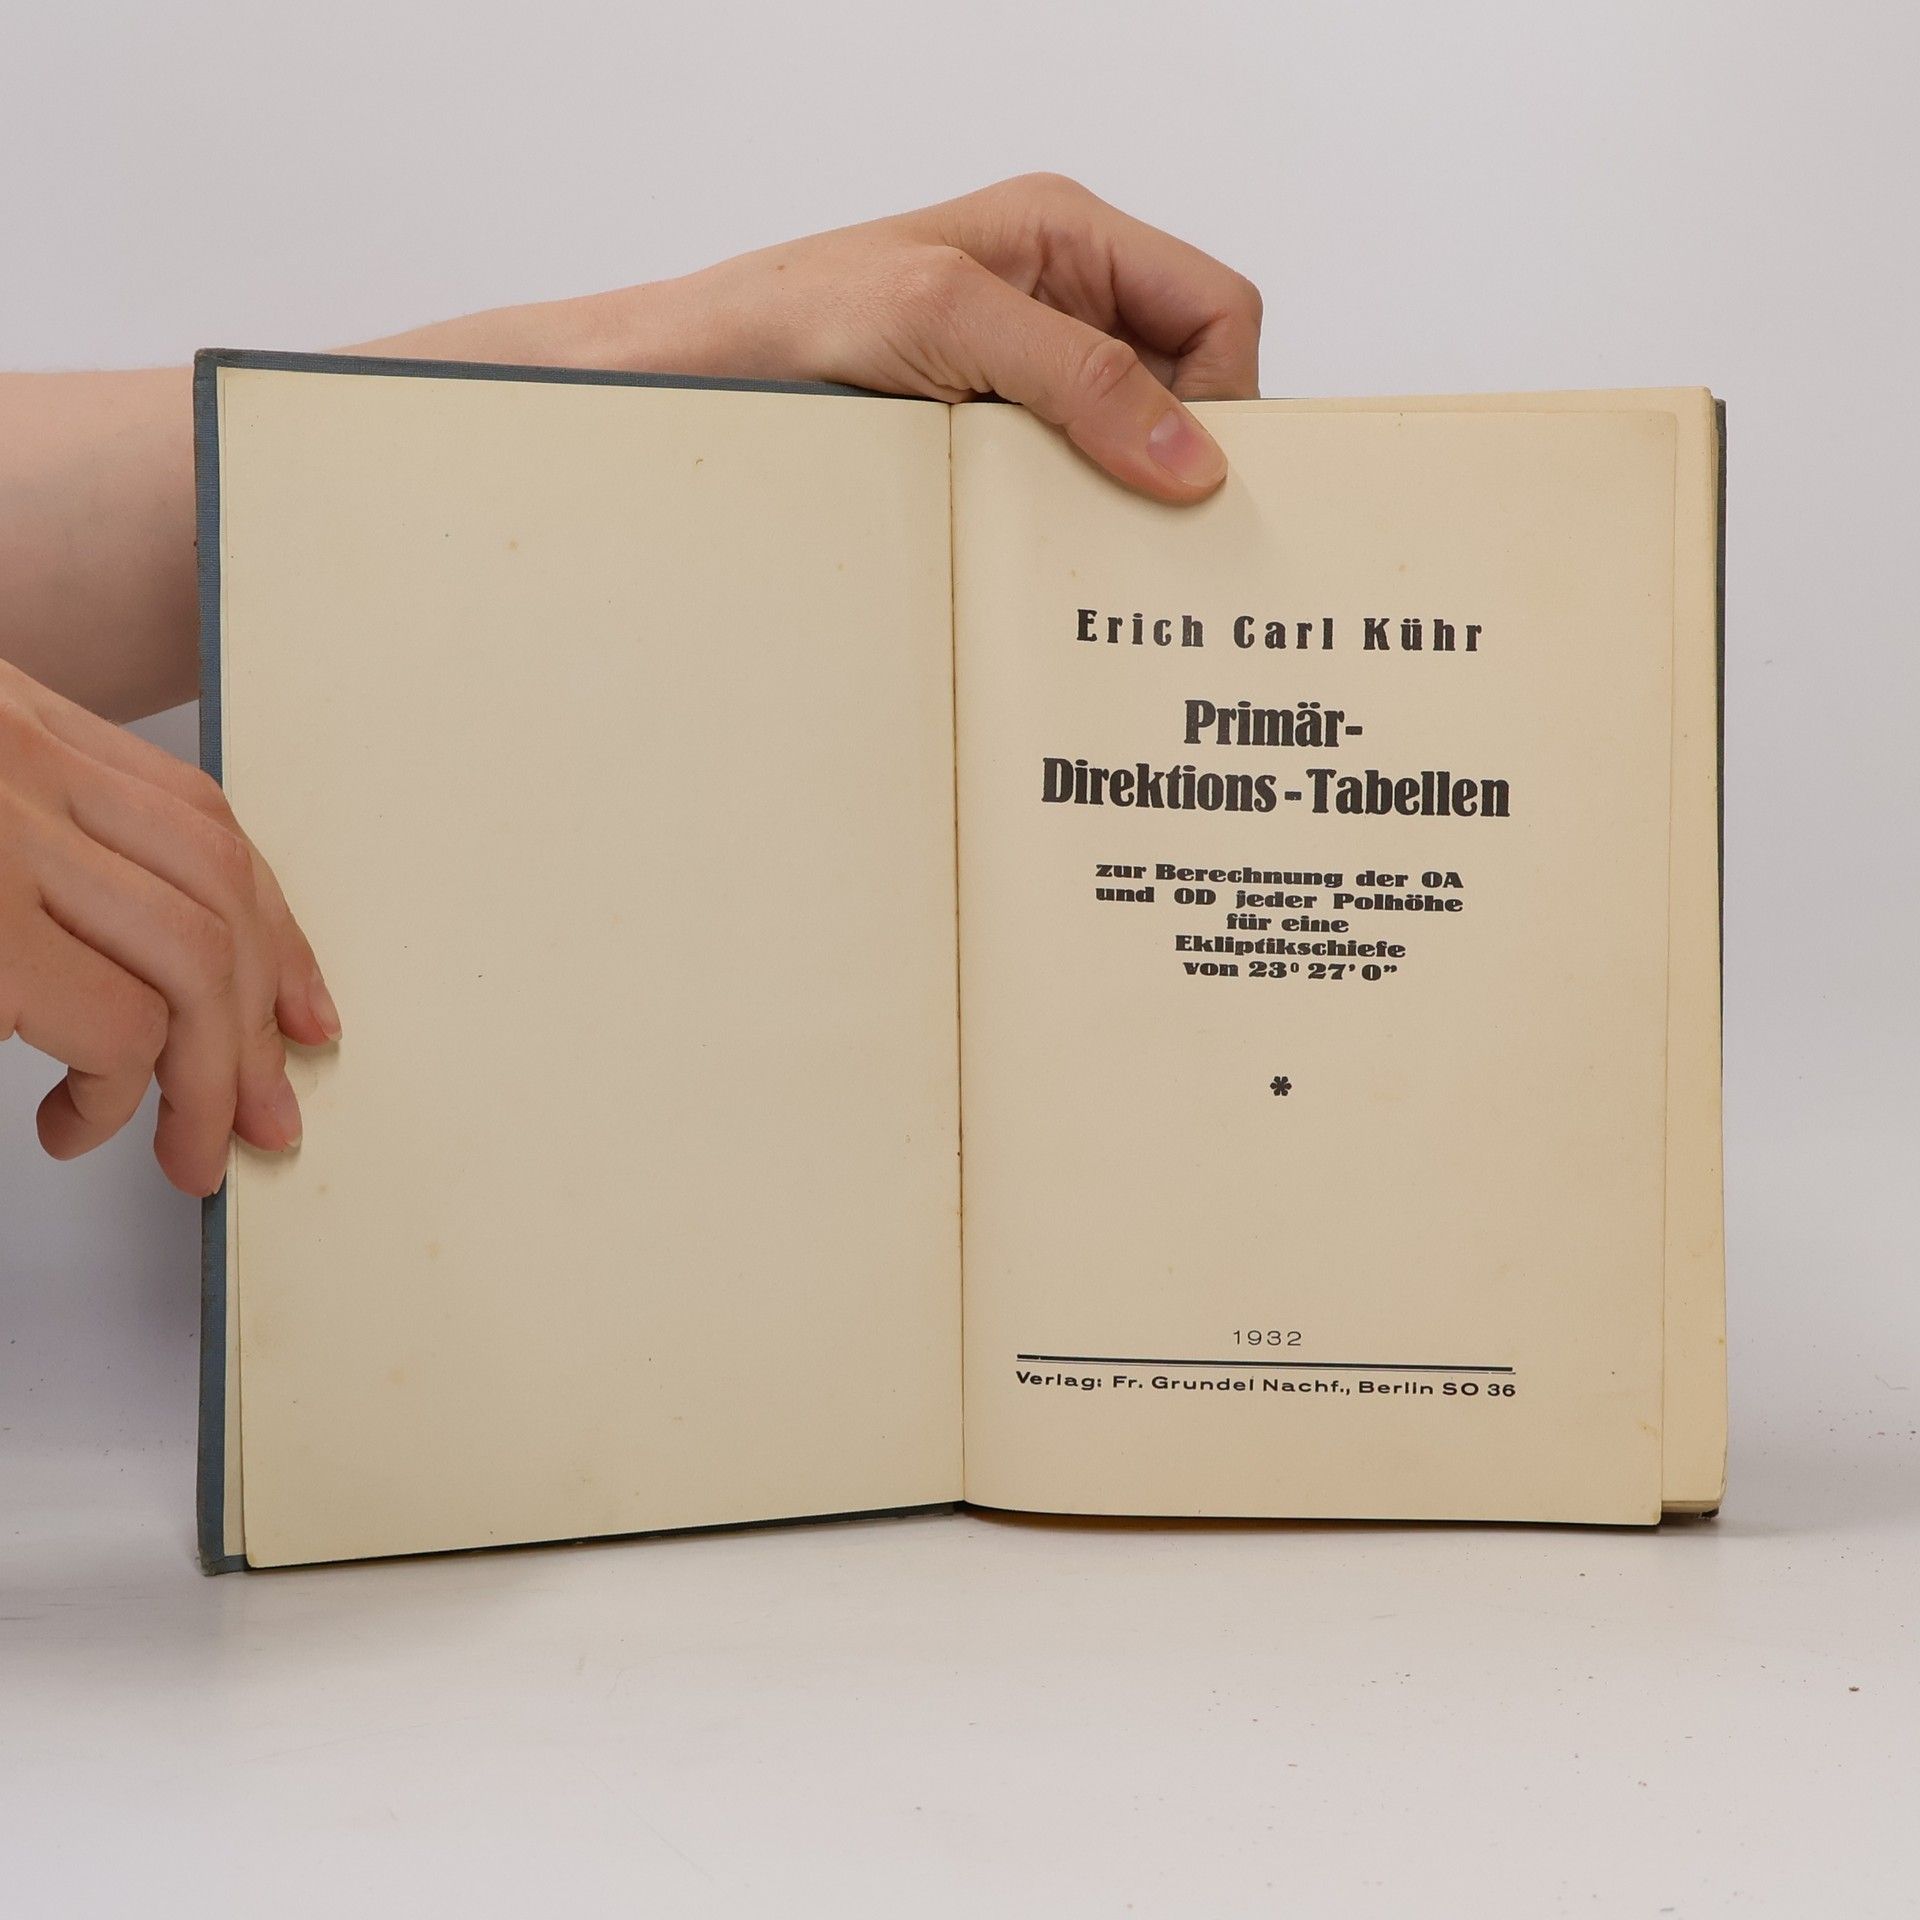 Erich Carl Kühr
Primär-
Direktions-Tabellen
zur Berechnung der OA
und OD jeder Polhöhe
für eine
Ekliptikschiefe
von 23⁰ 27’ 0”
*
1932
Verlag: Fr. Grundel Nachf., Berlin SO 36